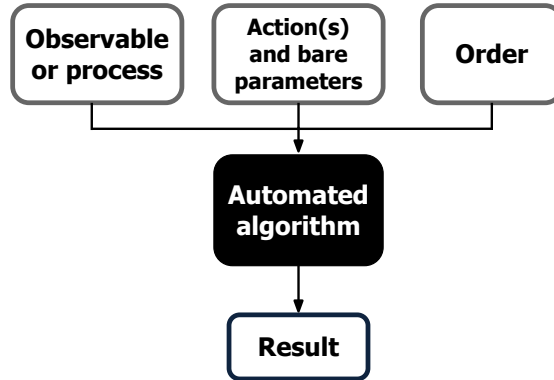 Observable
or process
Action(s)
and bare
parameters
Order
Automated
algorithm
Result